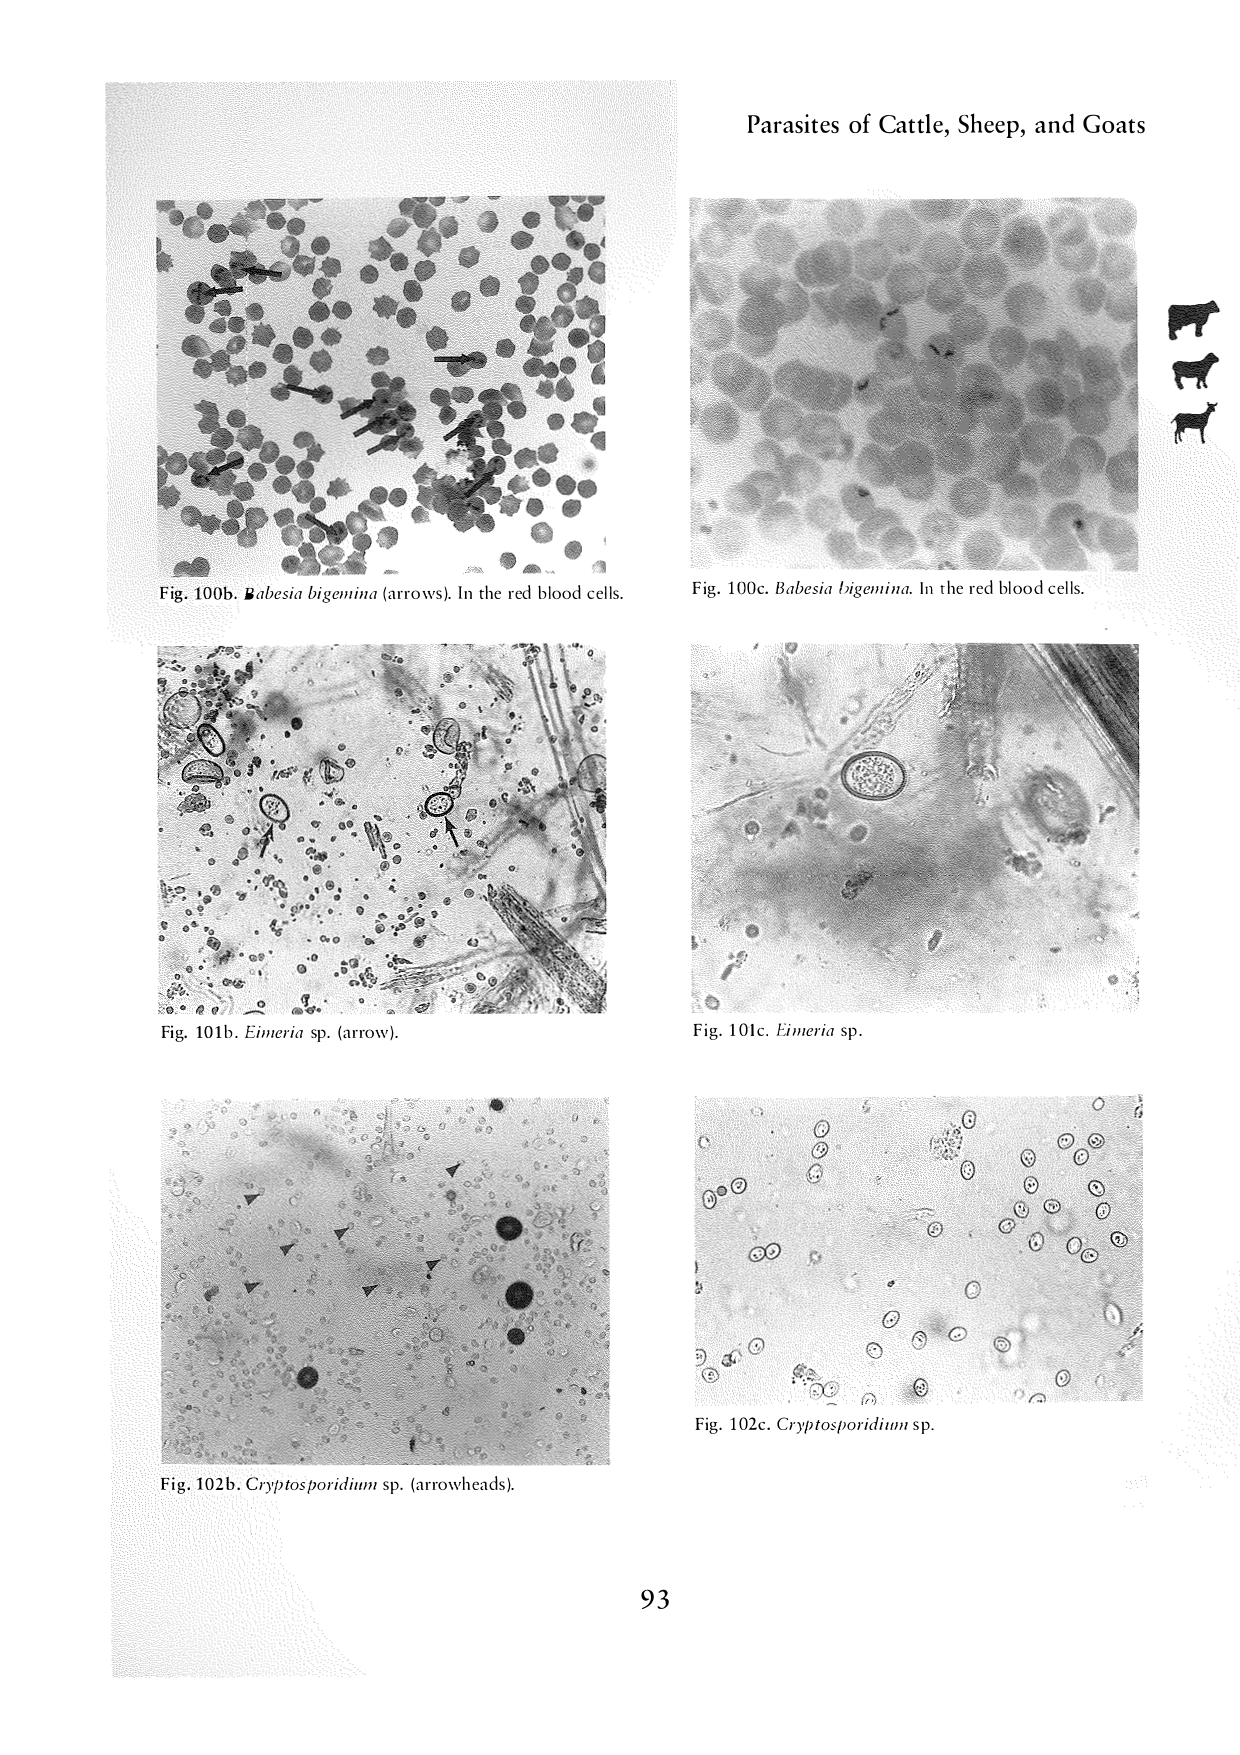 Parasites of Cattle, Sheep, and Goats
Fig. 100b. Babesia bigemina (arrows). In the red blood cells.
Fig. 100c. Babesia bigemina. In the red blood cells.
Fig. 101b. Eimeria sp. (arrow).
Fig. 101c. Eimeria sp.
Fig. 102b. Cryptosporidium sp. (arrowheads).
Fig. 102c. Cryptosporidium sp.
93